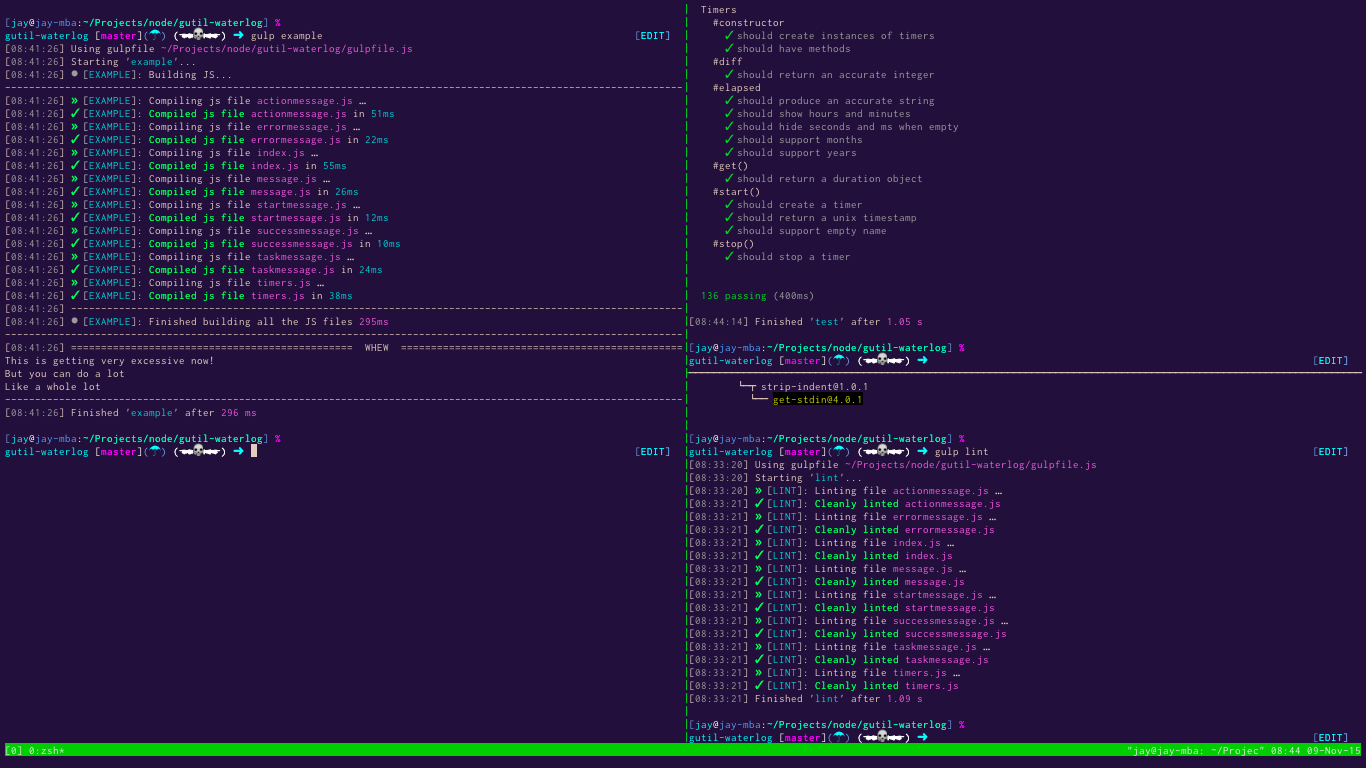 [jay@jay-mba:~/Projects/node/gutil-waterlog] %
gutil-waterlog [master](☂) (💀) ➜ gulp example [EDIT]
[08:41:26] Using gulpfile ~/Projects/node/gutil-waterlog/gulpfile.js
[08:41:26] Starting 'example'...
[08:41:26] ● [EXAMPLE]: Building JS...
[08:41:26] » [EXAMPLE]: Compiling js file actionmessage.js …
[08:41:26] ✓ [EXAMPLE]: Compiled js file actionmessage.js in 51ms
[08:41:26] » [EXAMPLE]: Compiling js file errormessage.js …
[08:41:26] ✓ [EXAMPLE]: Compiled js file errormessage.js in 22ms
[08:41:26] » [EXAMPLE]: Compiling js file index.js …
[08:41:26] ✓ [EXAMPLE]: Compiled js file index.js in 55ms
[08:41:26] » [EXAMPLE]: Compiling js file message.js …
[08:41:26] ✓ [EXAMPLE]: Compiled js file message.js in 26ms
[08:41:26] » [EXAMPLE]: Compiling js file startmessage.js …
[08:41:26] ✓ [EXAMPLE]: Compiled js file startmessage.js in 12ms
[08:41:26] » [EXAMPLE]: Compiling js file successmessage.js …
[08:41:26] ✓ [EXAMPLE]: Compiled js file successmessage.js in 10ms
[08:41:26] » [EXAMPLE]: Compiling js file taskmessage.js …
[08:41:26] ✓ [EXAMPLE]: Compiled js file taskmessage.js in 24ms
[08:41:26] » [EXAMPLE]: Compiling js file timers.js …
[08:41:26] ✓ [EXAMPLE]: Compiled js file timers.js in 38ms
[08:41:26] --------------------
[08:41:26] ● [EXAMPLE]: Finished building all the JS files 295ms
[08:41:26] ==================== WHEW ====================
This is getting very excessive now!
But you can do a lot
Like a whole lot
[08:41:26] Finished 'example' after 296 ms
[jay@jay-mba:~/Projects/node/gutil-waterlog] %
gutil-waterlog [master](☂) (💀) ➜ [EDIT]
Timers
#constructor
✓ should create instances of timers
✓ should have methods
#diff
✓ should return an accurate integer
#elapsed
✓ should produce an accurate string
✓ should show hours and minutes
✓ should hide seconds and ms when empty
✓ should support months
✓ should support years
#get()
✓ should return a duration object
#start()
✓ should create a timer
✓ should return a unix timestamp
✓ should support empty name
#stop()
✓ should stop a timer
136 passing (400ms)
[08:44:14] Finished 'test' after 1.05 s
[jay@jay-mba:~/Projects/node/gutil-waterlog] %
gutil-waterlog [master](☂) (💀) ➜ [EDIT]
└─┬ strip-indent@1.0.1
└── get-stdin@4.0.1
[jay@jay-mba:~/Projects/node/gutil-waterlog] %
gutil-waterlog [master](☂) (💀) ➜ gulp lint [EDIT]
[08:33:20] Using gulpfile ~/Projects/node/gutil-waterlog/gulpfile.js
[08:33:20] Starting 'lint'...
[08:33:20] » [LINT]: Linting file actionmessage.js …
[08:33:21] ✓ [LINT]: Cleanly linted actionmessage.js
[08:33:21] » [LINT]: Linting file errormessage.js …
[08:33:21] ✓ [LINT]: Cleanly linted errormessage.js
[08:33:21] » [LINT]: Linting file index.js …
[08:33:21] ✓ [LINT]: Cleanly linted index.js
[08:33:21] » [LINT]: Linting file message.js …
[08:33:21] ✓ [LINT]: Cleanly linted message.js
[08:33:21] » [LINT]: Linting file startmessage.js …
[08:33:21] ✓ [LINT]: Cleanly linted startmessage.js
[08:33:21] » [LINT]: Linting file successmessage.js …
[08:33:21] ✓ [LINT]: Cleanly linted successmessage.js
[08:33:21] » [LINT]: Linting file taskmessage.js …
[08:33:21] ✓ [LINT]: Cleanly linted taskmessage.js
[08:33:21] » [LINT]: Linting file timers.js …
[08:33:21] ✓ [LINT]: Cleanly linted timers.js
[08:33:21] Finished 'lint' after 1.09 s
[jay@jay-mba:~/Projects/node/gutil-waterlog] %
gutil-waterlog [master](☂) (💀) ➜ [EDIT]
[0] 0:zsh* "jay@jay-mba: ~/Projec" 08:44 09-Nov-15